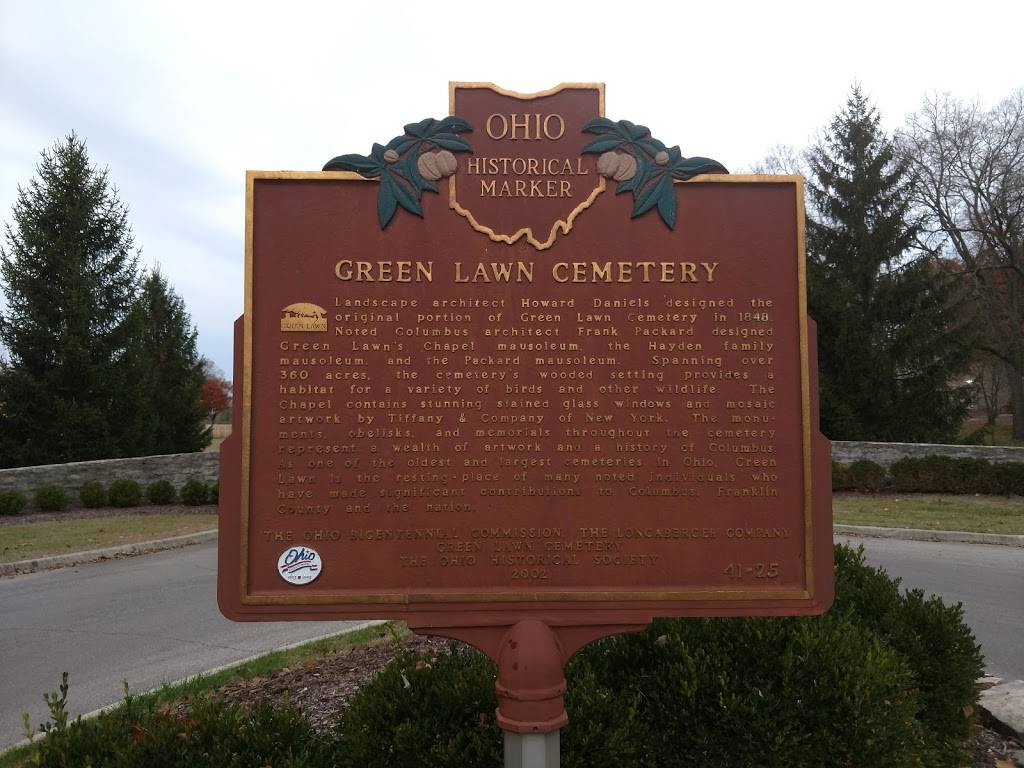 OHIO
HISTORICAL
MARKER
GREEN LAWN CEMETERY
Landscape architect Howard Daniels designed the
original portion of Green Lawn Cemetery in 1848.
Noted Columbus architect Frank Packard designed
Green Lawn's Chapel mausoleum, the Hayden family
mausoleum, and the Packard mausoleum. Spanning over
360 acres, the cemetery's wooded setting provides a
habitat for a variety of birds and other wildlife. The
Chapel contains stunning stained glass windows and mosaic
artwork by Tiffany & Company of New York. The monu-
ments, obelisks, and memorials throughout the cemetery
represent a wealth of artwork and a history of Columbus.
As one of the oldest and largest cemeteries in Ohio, Green
Lawn is the resting-place of many noted individuals who
have made significant contributions to Columbus, Franklin
County and the nation.
GREEN LAWN
THE OHIO BICENTENNIAL COMMISSION, THE LONGABERGER COMPANY
GREEN LAWN CEMETERY
THE OHIO HISTORICAL SOCIETY
2002
41-25
Ohio